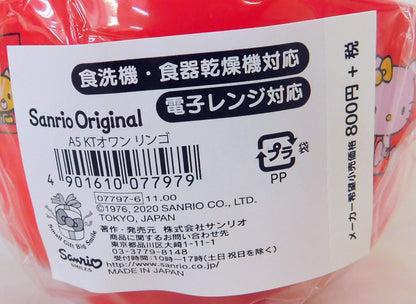 食洗機・食器乾燥機対応
電子レンジ対応
Sanrio Original
A5 KTオワン リンゴ
4 901610 077979
07797-6 11.00
©1976, 2020 SANRIO CO., LTD.
TOKYO, JAPAN
著作・発売元 株式会社サンリオ
商品に関するお問い合わせ先
東京都品川区大崎1-11-1
03-3779-8148
受付時間 10時〜17時(土日祝日を除く)
MADE IN JAPAN
Small Gift Big Smile
Sanrio
プラ
袋
PP
メーカー希望小売価格 800円+税